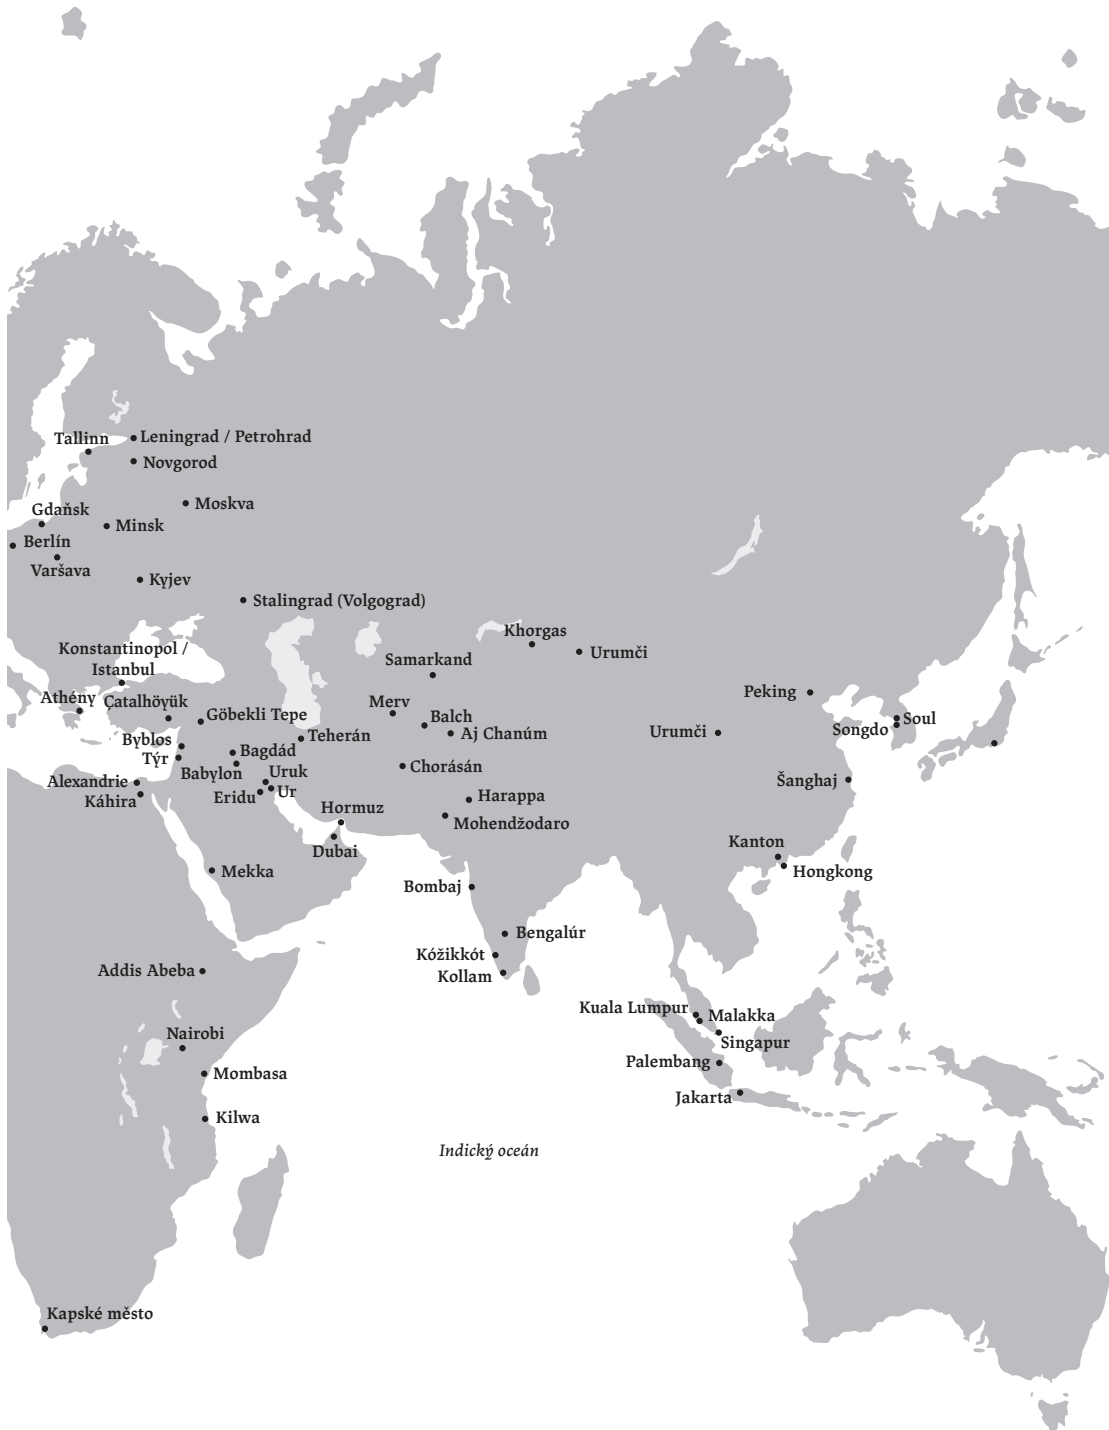 Tallinn
Leningrad / Petrohrad
Novgorod
Moskva
Gdaňsk
Minsk
Berlín
Varšava
Kyjev
Stalingrad (Volgograd)
Khorgas
Konstantinopol /
Istanbul
Samarkand
Urumči
Athény
Çatalhöyük
Göbekli Tepe
Merv
Balch
Aj Chanúm
Peking
Soul
Songdo
Urumči
Byblos
Týr
Bagdád
Teherán
Babylon
Uruk
Chorásán
Šanghaj
Alexandrie
Káhira
Eridu
Ur
Hormuz
Harappa
Mohendžodaro
Dubai
Kanton
Hongkong
Mekka
Bombaj
Bengalúr
Kóžikkót
Kollam
Addis Abeba
Kuala Lumpur
Malakka
Singapur
Nairobi
Palembang
Mombasa
Jakarta
Kilwa
Indický oceán
Kapské město